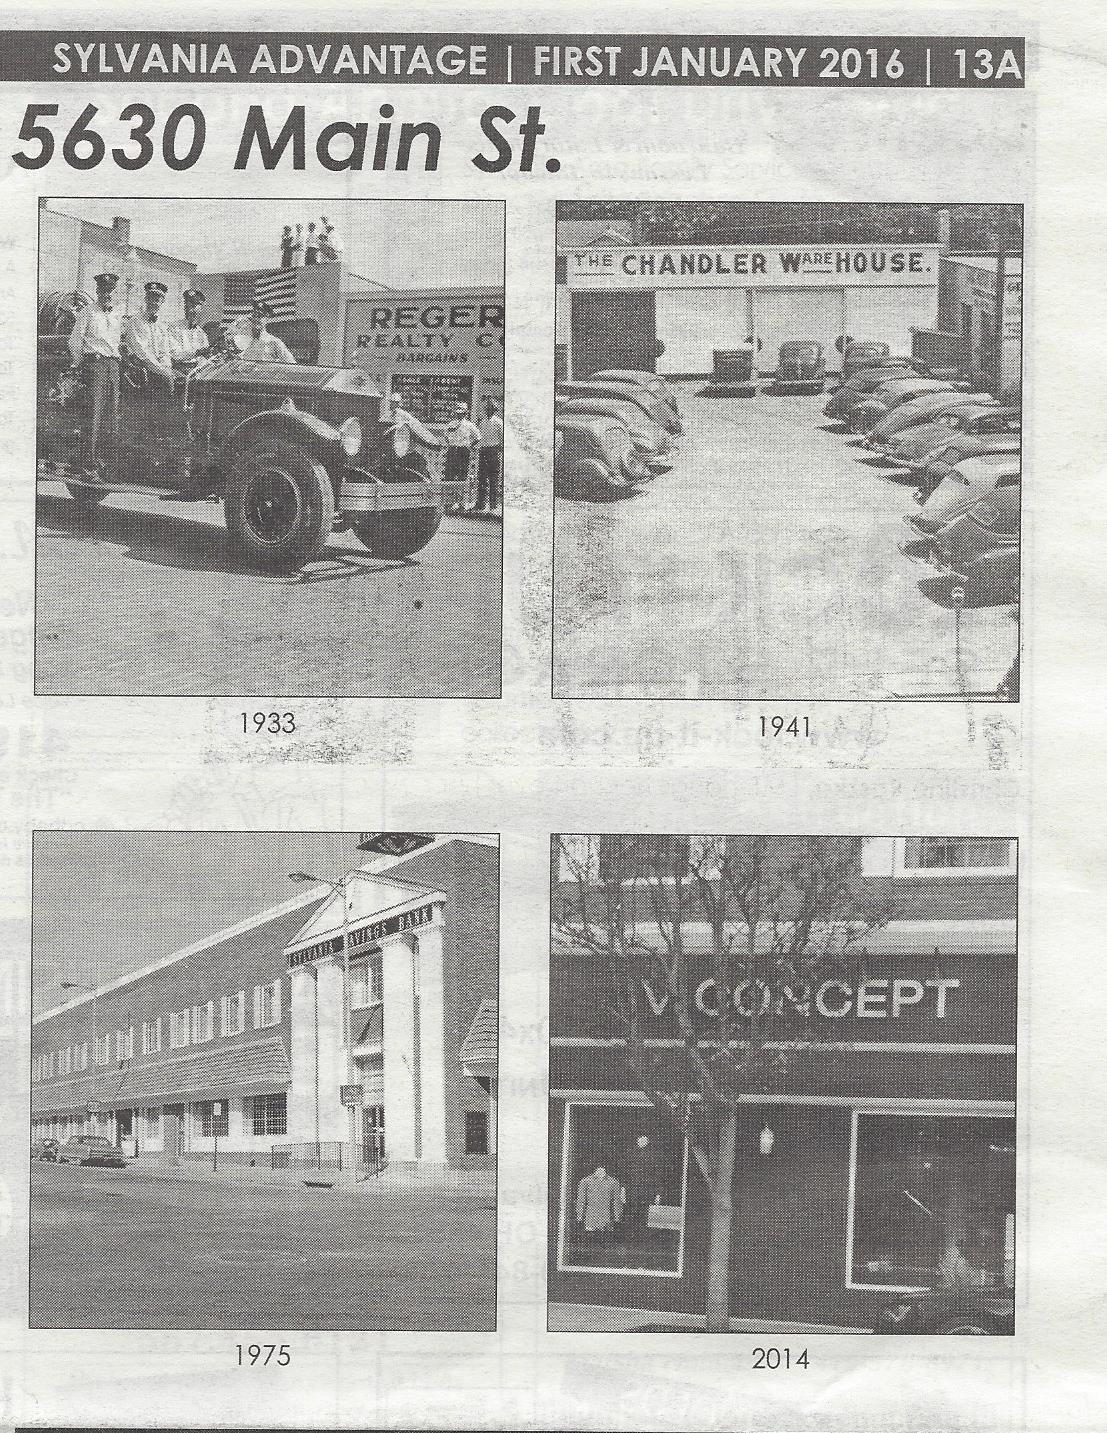 SYLVANIA ADVANTAGE | FIRST JANUARY 2016 | 13A
5630 Main St.
REGER
REALTY C
BARGAINS
THE CHANDLER WAREHOUSE.
1933
1941
SYLVANIA SAVINGS BANK
V CONCEPT
1975
2014